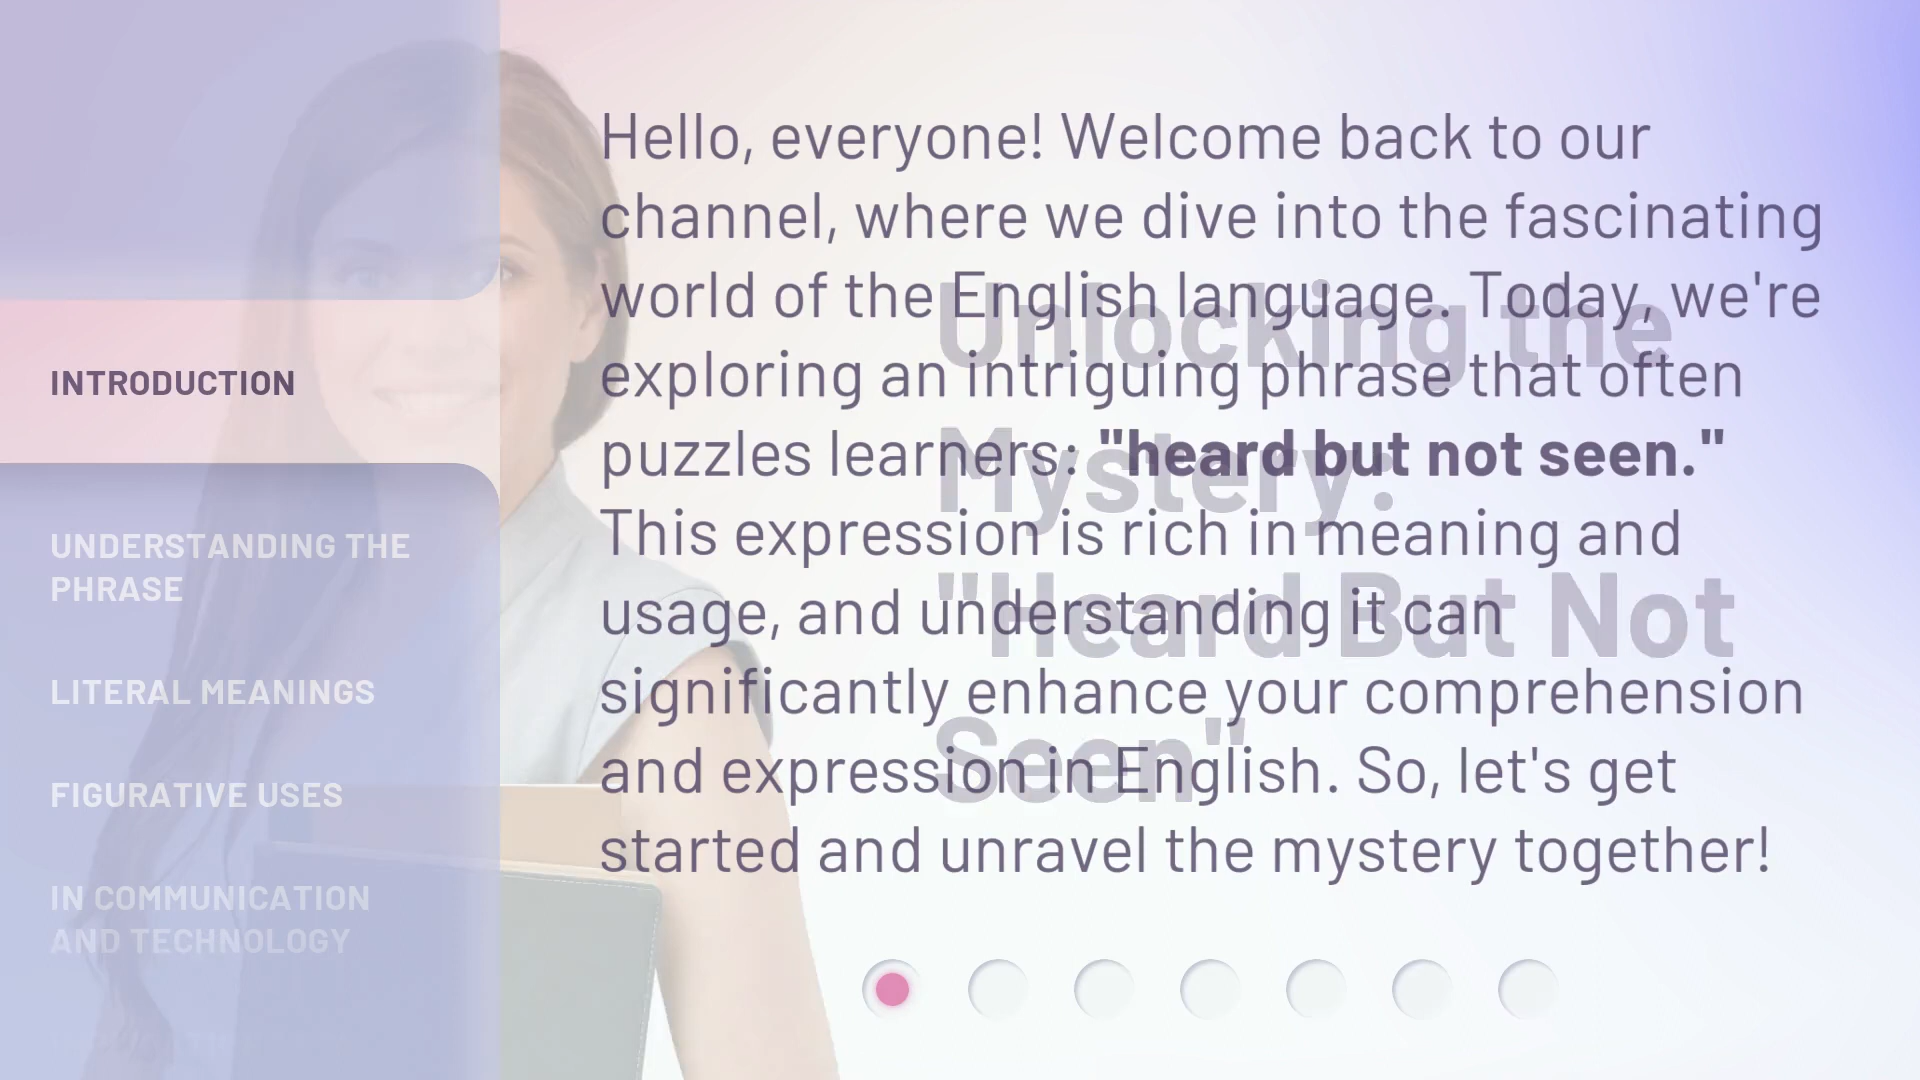 INTRODUCTION
UNDERSTANDING THE
PHRASE
LITERAL MEANINGS
FIGURATIVE USES
IN COMMUNICATION
AND TECHNOLOGY
Hello, everyone! Welcome back to our
channel, where we dive into the fascinating
world of the English language. Today, we're
exploring an intriguing phrase that often
puzzles learners: "heard but not seen."
This expression is rich in meaning and
usage, and understanding it can
significantly enhance your comprehension
and expression in English. So, let's get
started and unravel the mystery together!
Unlocking the
Mystery:
"Heard But Not
Seen"